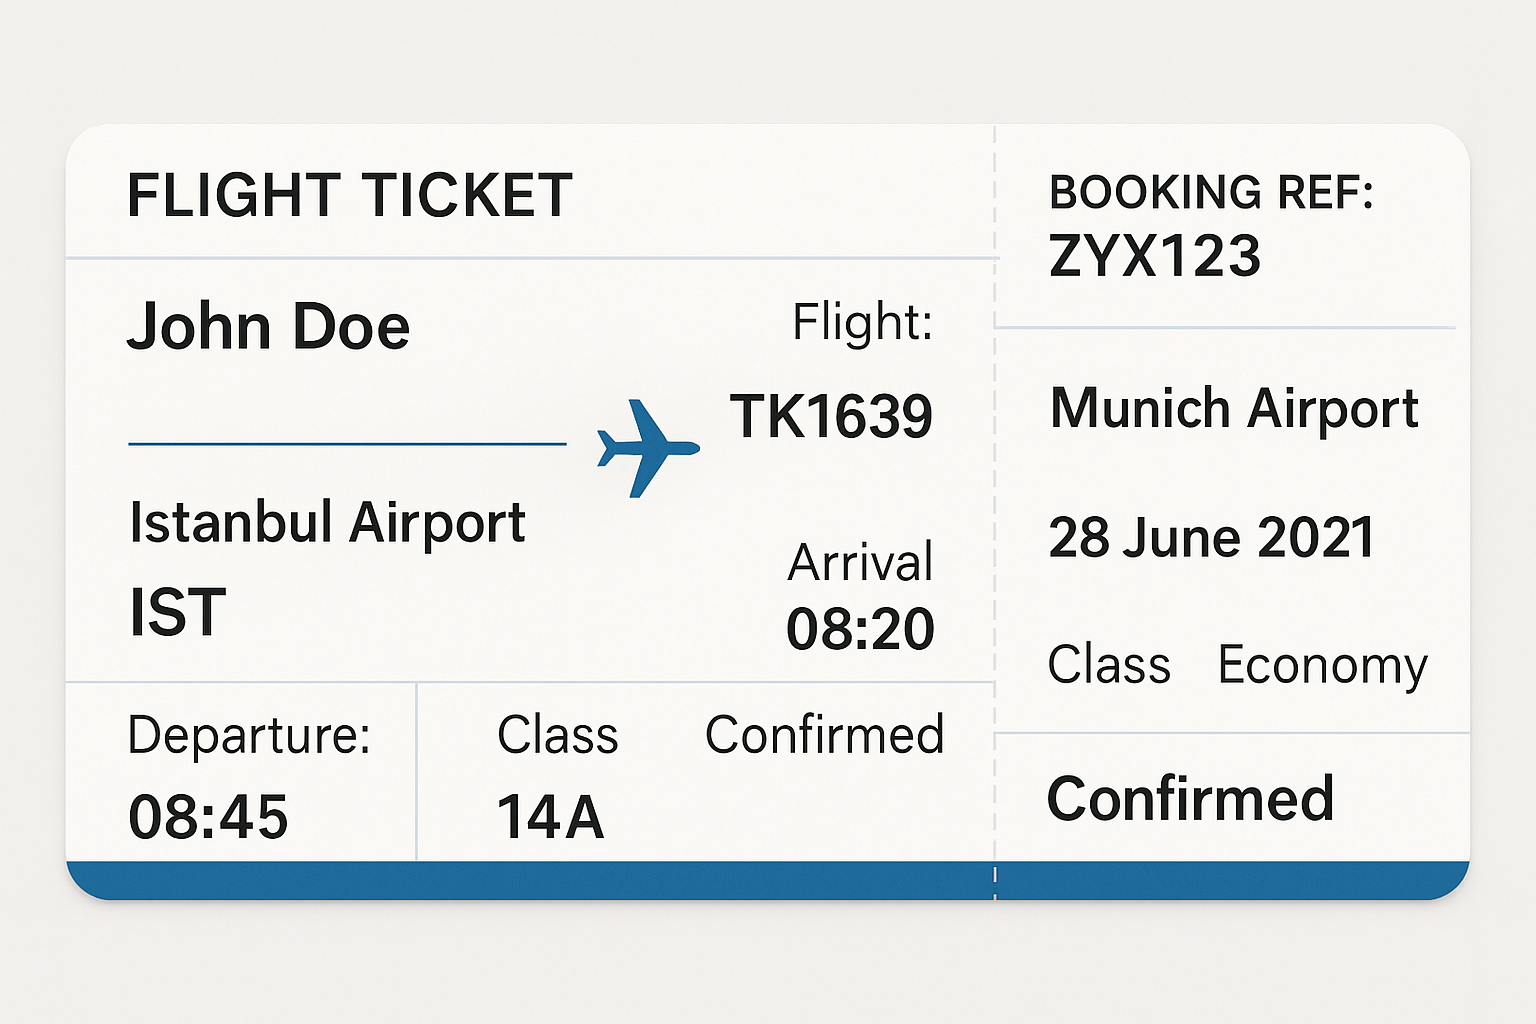 FLIGHT TICKET
John Doe
Flight:
TK1639
Istanbul Airport
IST
Arrival
08:20
Departure:
08:45
Class Confirmed
14A
BOOKING REF:
ZYX123
Munich Airport
28 June 2021
Class Economy
Confirmed